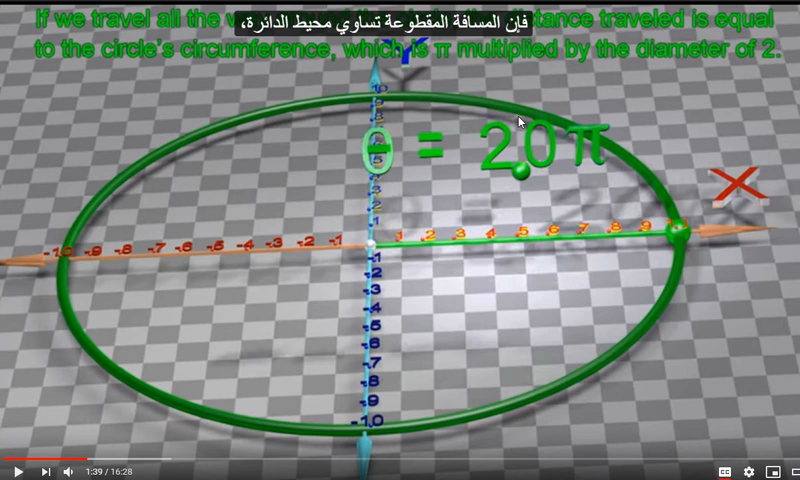 If we travel all the w
فإن المسافة المقطوعة تساوي محيط الدائرة،
stance traveled is equal
to the circle's circumference, which is π multiplied by the diameter of 2.
Y
θ = 2.0 π
X
-1.0 -.9 -.8 -.7 -.6 -.5 -.4 -.3 -.2 -.1 .1 .2 .3 .4 .5 .6 .7 .8 .9
-.1
-.2
-.3
-.4
-.5
-.6
-.7
-.8
-.9
-1.0
1:39 / 16:28
CC